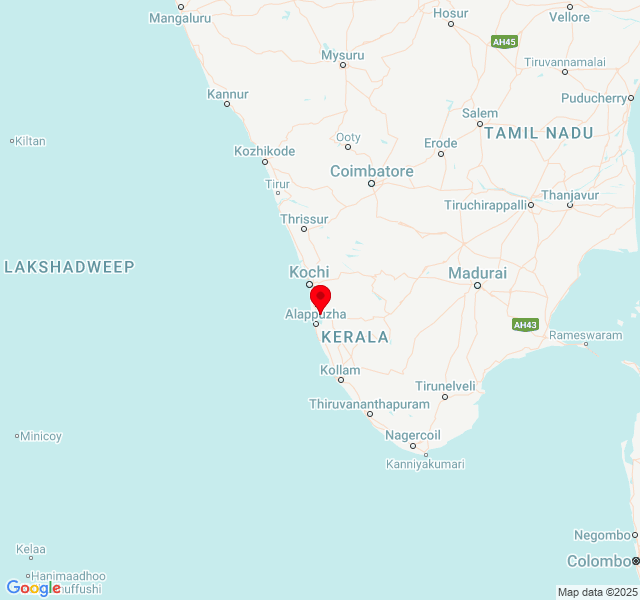 Hosur
Mangaluru
Vellore
AH45
Mysuru
Tiruvannamalai
Kannur
Puducherry
Salem
TAMIL NADU
Kiltan
Ooty
Erode
Kozhikode
Coimbatore
Tirur
Thanjavur
Tiruchirappalli
Thrissur
LAKSHADWEEP
Kochi
Madurai
Alappuzha
AH43
KERALA
Rameswaram
Kollam
Tirunelveli
Thiruvananthapuram
Minicoy
Nagercoil
Kanniyakumari
Negombo
Kelaa
Colombo
Hanimaadhoo
Google
Map data ©2025